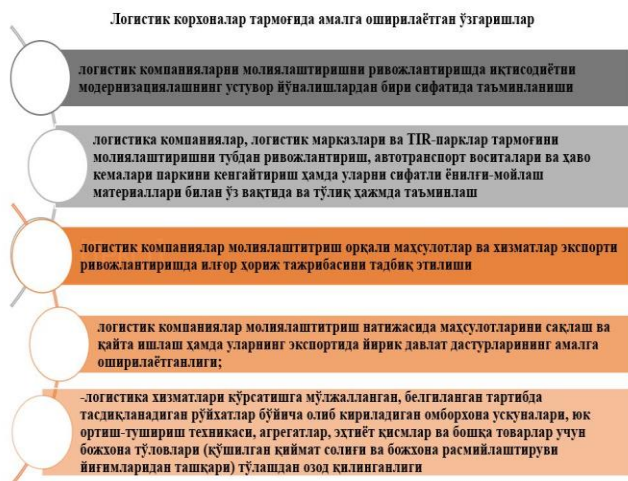 Логистик корхоналар тармоғида амалга оширилаётган ўзгаришлар
логистик компанияларни молиялаштиришни ривожлантиришда иқтисодиётни
модернизациялашнинг устувор йўналишлардан бири сифатида таъминланиши
логистика компаниялар, логистик марказлари ва TIR-парклар тармоғини
молиялаштиришни тубдан ривожлантириш, автотранспорт воситалари ва ҳаво
кемалари паркини кенгайтириш ҳамда уларни сифатли ёнилғи-мойлаш
материаллари билан ўз вақтида ва тўлиқ ҳажмда таъминлаш
логистик компаниялар молиялаштитриш орқали маҳсулотлар ва хизматлар экспорти
ривожлантиришда илғор хориж тажрибасини тадбиқ этилиши
логистик компаниялар молиялаштитриш натижасида маҳсулотларини сақлаш ва
қайта ишлаш ҳамда уларнинг экспортида йирик давлат дастурларининг амалга
оширилаётганлиги;
-логистика хизматлари кўрсатишга мўлжалланган, белгиланган тартибда
тасдиқланадиган рўйхатлар бўйича олиб кириладиган омборхона ускуналари, юк
ортиш-тушириш техникаси, агрегатлар, эҳтиёт қисмлар ва бошқа товарлар учун
божхона тўловлари (қўшилган қиймат солиғи ва божхона расмийлаштируви
йиғимларидан ташқари) тўлашдан озод қилинганлиги